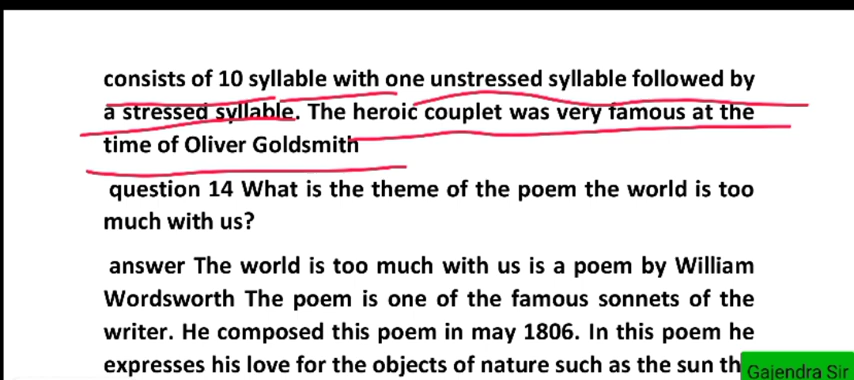 consists of 10 syllable with one unstressed syllable followed by
a stressed syllable. The heroic couplet was very famous at the
time of Oliver Goldsmith
question 14 What is the theme of the poem the world is too
much with us?
answer The world is too much with us is a poem by William
Wordsworth The poem is one of the famous sonnets of the
writer. He composed this poem in may 1806. In this poem he
expresses his love for the objects of nature such as the sun th
Gajendra Sir